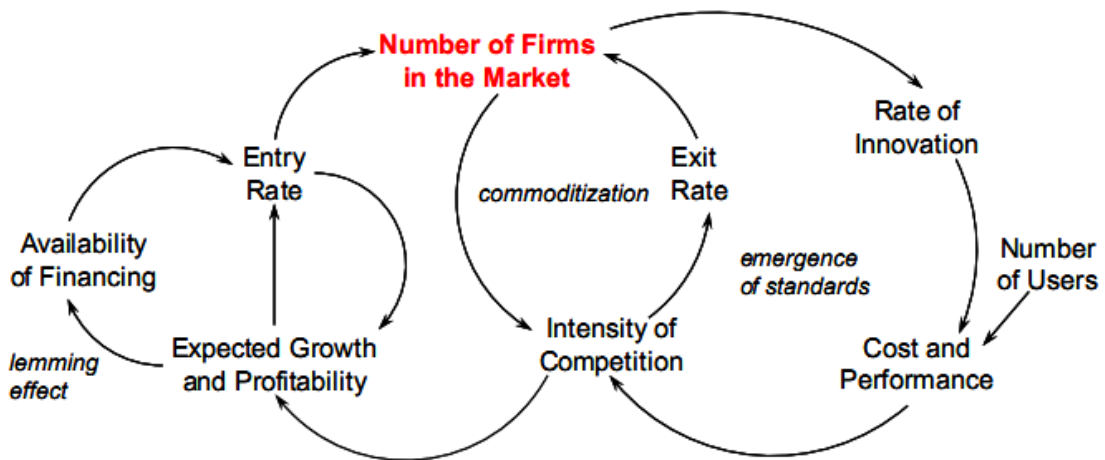 Number of Firms
in the Market
Rate of
Innovation
Entry
Rate
commoditization
Exit
Rate
Availability
of Financing
emergence
of standards
Number
of Users
lemming
effect
Expected Growth
and Profitability
Intensity of
Competition
Cost and
Performance